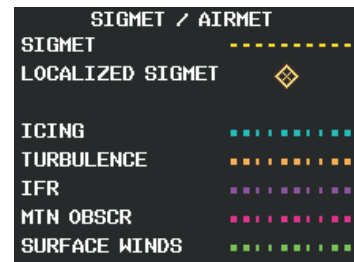 SIGMET / AIRMET
SIGMET
LOCALIZED SIGMET
ICING
TURBULENCE
IFR
MTN OBSCR
SURFACE WINDS